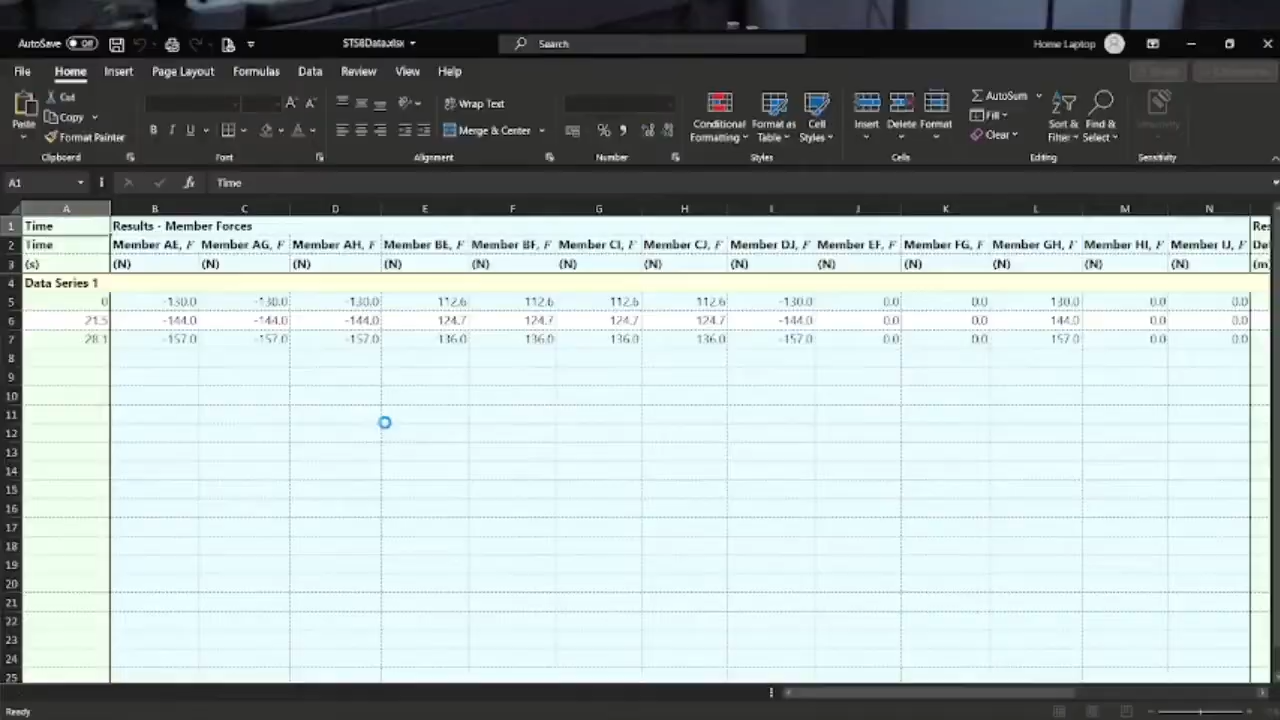 AutoSave Off STS8Data.xlsx Search Home Laptop
File Home Insert Page Layout Formulas Data Review View Help
Paste Cut Copy Format Painter
B I U
Wrap Text
Merge & Center
% ,
Conditional Formatting Format as Table Cell Styles
Insert Delete Format
AutoSum Fill Clear
Sort & Filter Find & Select
Sensitivity
Clipboard Font Alignment Number Styles Cells Editing Sensitivity
A1 fx Time
A B C D E F G H I J K L M N
1 Time Results - Member Forces
2 Time Member AE, F Member AG, F Member AH, F Member BE, F Member BF, F Member CI, F Member CJ, F Member DJ, F Member EF, F Member FG, F Member GH, F Member HI, F Member IJ, F
3 (s) (N) (N) (N) (N) (N) (N) (N) (N) (N) (N) (N) (N) (N) (m
4 Data Series 1
5 0 -130.0 -130.0 -130.0 112.6 112.6 112.6 112.6 -130.0 0.0 0.0 130.0 0.0 0.0
6 21.5 -144.0 -144.0 -144.0 124.7 124.7 124.7 124.7 -144.0 0.0 0.0 144.0 0.0 0.0
7 28.1 -157.0 -157.0 -157.0 136.0 136.0 136.0 136.0 -157.0 0.0 0.0 157.0 0.0 0.0
8
9
10
11
12
13
14
15
16
17
18
19
20
21
22
23
24
25
Ready